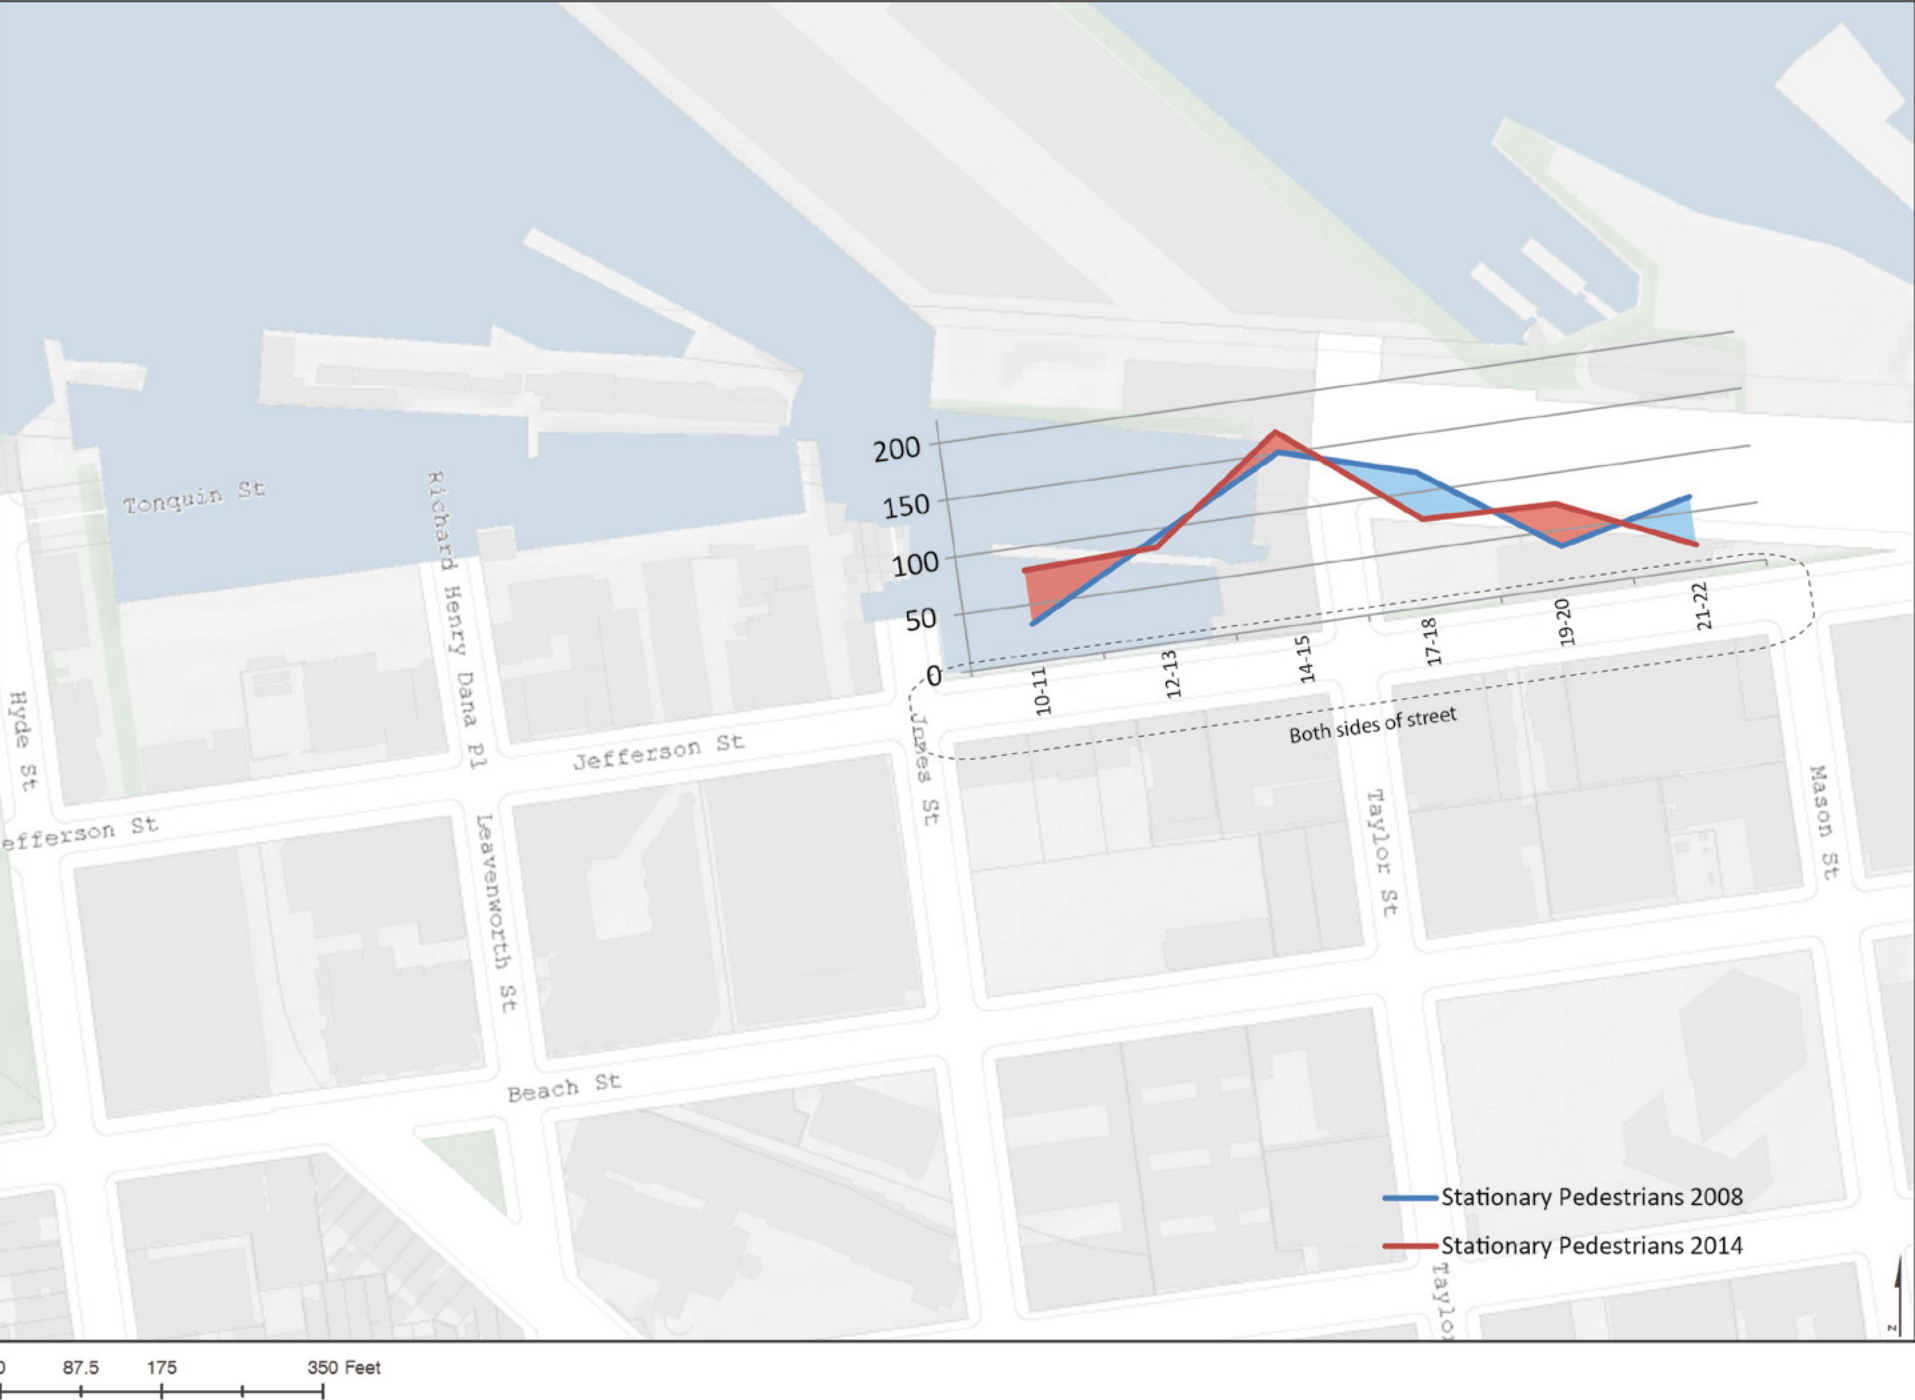 200
150
100
50
0
10-11
12-13
14-15
17-18
19-20
21-22
Both sides of street
Tonquin St
Richard Henry Dana Pl
Hyde St
Jefferson St
efferson St
Jones St
Leavenworth St
Taylor St
Mason St
Beach St
Stationary Pedestrians 2008
Stationary Pedestrians 2014
Taylo
N
0 87.5 175 350 Feet